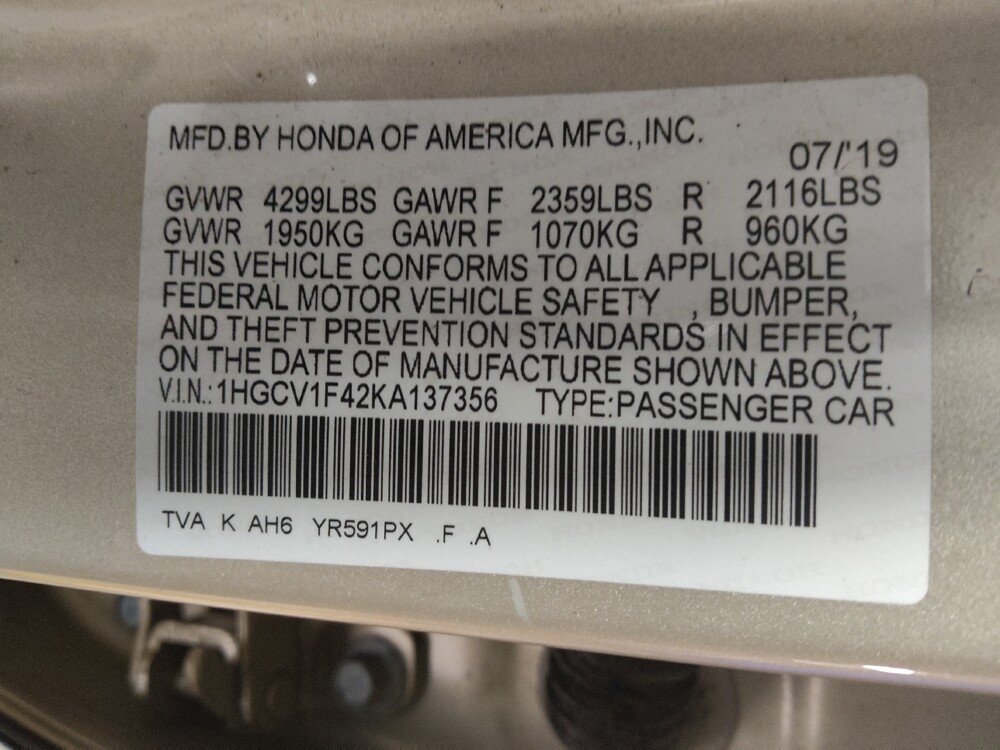 MFD.BY HONDA OF AMERICA MFG.,INC.
07/'19
GVWR 4299LBS GAWR F 2359LBS R 2116LBS
GVWR 1950KG GAWR F 1070KG R 960KG
THIS VEHICLE CONFORMS TO ALL APPLICABLE
FEDERAL MOTOR VEHICLE SAFETY , BUMPER,
AND THEFT PREVENTION STANDARDS IN EFFECT
ON THE DATE OF MANUFACTURE SHOWN ABOVE.
V.I.N.:1HGCV1F42KA137356 TYPE:PASSENGER CAR
TVA K AH6 YR591PX .F .A